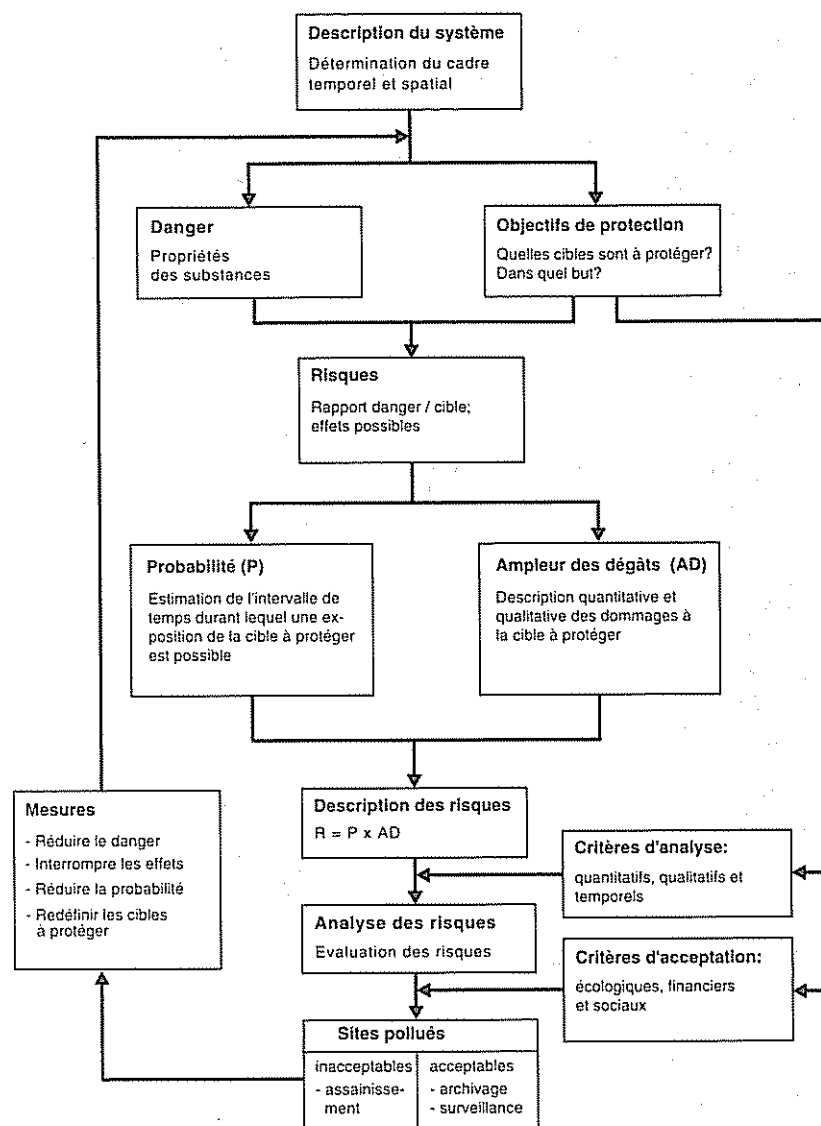 Description du système
Détermination du cadre
temporel et spatial
Danger
Propriétés
des substances
Objectifs de protection
Quelles cibles sont à protéger?
Dans quel but?
Risques
Rapport danger / cible;
effets possibles
Probabilité (P)
Estimation de l'intervalle de
temps durant lequel une ex-
position de la cible à protéger
est possible
Ampleur des dégâts (AD)
Description quantitative et
qualitative des dommages à
la cible à protéger
Mesures
- Réduire le danger
- Interrompre les effets
- Réduire la probabilité
- Redéfinir les cibles
à protéger
Description des risques
R = P x AD
Critères d'analyse:
quantitatifs, qualitatifs et
temporels
Analyse des risques
Evaluation des risques
Critères d'acceptation:
écologiques, financiers
et sociaux
Sites pollués
inacceptables
- assainisse-
ment
acceptables
- archivage
- surveillance